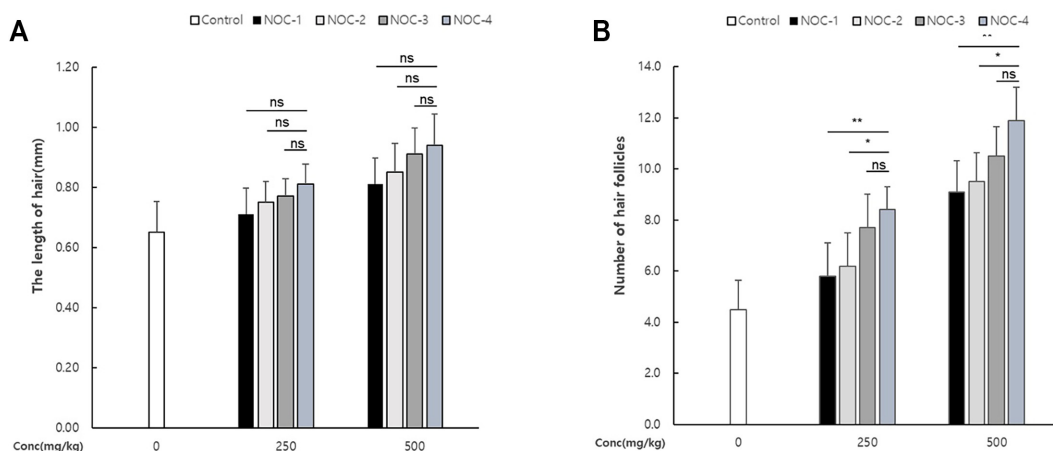 A
Control NOC-1 NOC-2 NOC-3 NOC-4
The length of hair(mm)
1.20
1.00
0.80
0.60
0.40
0.20
0.00
ns
ns
ns
ns
ns
ns
Conc(mg/kg) 0 250 500
B
Control NOC-1 NOC-2 NOC-3 NOC-4
Number of hair follicles
14.0
12.0
10.0
8.0
6.0
4.0
2.0
0.0
**
*
ns
*
ns
Conc(mg/kg) 0 250 500